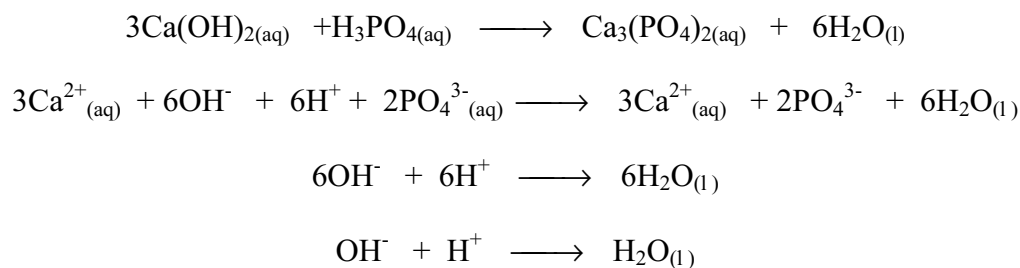 3Ca(OH)₂(aq) +H₃PO₄(aq) ⟶ Ca₃(PO₄)₂(aq) + 6H₂O(l)
3Ca²⁺(aq) + 6OH⁻ + 6H⁺ + 2PO₄³⁻(aq) ⟶ 3Ca²⁺(aq) + 2PO₄³⁻ + 6H₂O(l)
6OH⁻ + 6H⁺ ⟶ 6H₂O(l)
OH⁻ + H⁺ ⟶ H₂O(l)